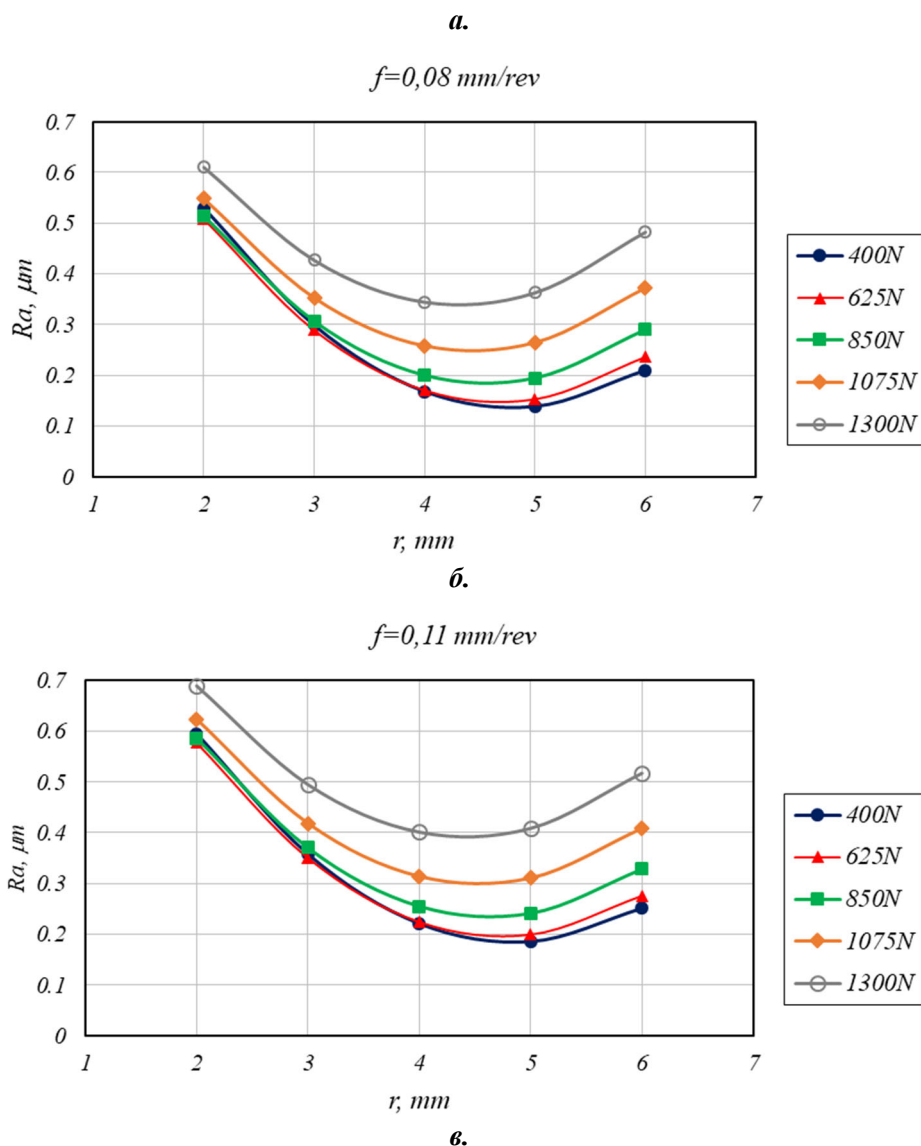 а.
f=0,08 mm/rev
0.7
0.6
0.5
0.4
0.3
0.2
0.1
0
Ra, μm
1 2 3 4 5 6 7
r, mm
400N
625N
850N
1075N
1300N
б.
f=0,11 mm/rev
0.7
0.6
0.5
0.4
0.3
0.2
0.1
0
Ra, μm
1 2 3 4 5 6 7
r, mm
400N
625N
850N
1075N
1300N
в.